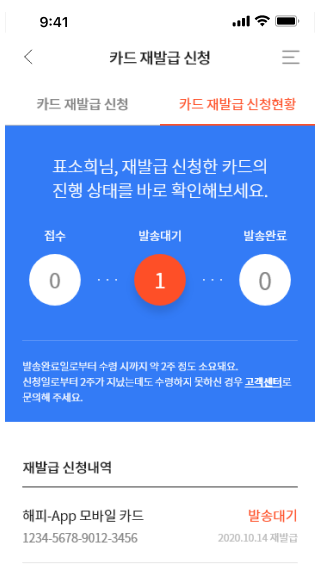 9:41
카드 재발급 신청
카드 재발급 신청
카드 재발급 신청현황
표소희님, 재발급 신청한 카드의
진행 상태를 바로 확인해보세요.
접수
발송대기
발송완료
0
1
0
발송완료일로부터 수령 시까지 약 2주 정도 소요돼요.
신청일로부터 2주가 지났는데도 수령하지 못하신 경우 고객센터로
문의해 주세요.
재발급 신청내역
해피-App 모바일 카드
발송대기
1234-5678-9012-3456
2020.10.14 재발급